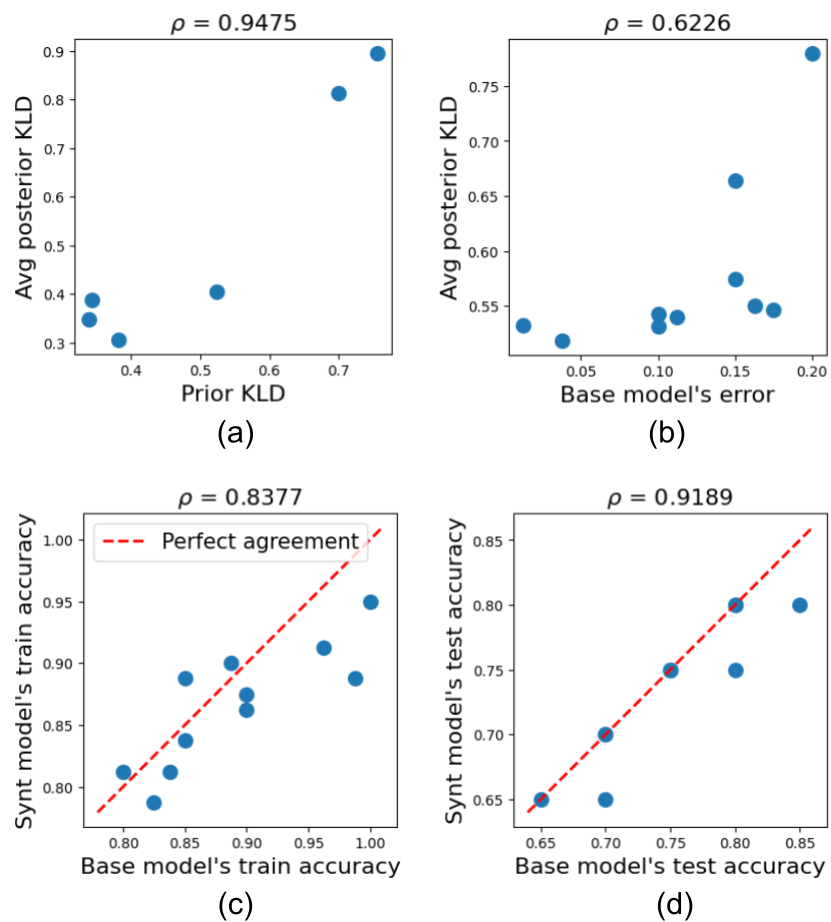 ρ = 0.9475
Avg posterior KLD
0.9
0.8
0.7
0.6
0.5
0.4
0.3
0.4 0.5 0.6 0.7
Prior KLD
(a)
ρ = 0.6226
Avg posterior KLD
0.75
0.70
0.65
0.60
0.55
0.05 0.10 0.15 0.20
Base model's error
(b)
ρ = 0.8377
Synt model's train accuracy
1.00
0.95
0.90
0.85
0.80
Perfect agreement
0.80 0.85 0.90 0.95 1.00
Base model's train accuracy
(c)
ρ = 0.9189
Synt model's test accuracy
0.85
0.80
0.75
0.70
0.65
0.65 0.70 0.75 0.80 0.85
Base model's test accuracy
(d)